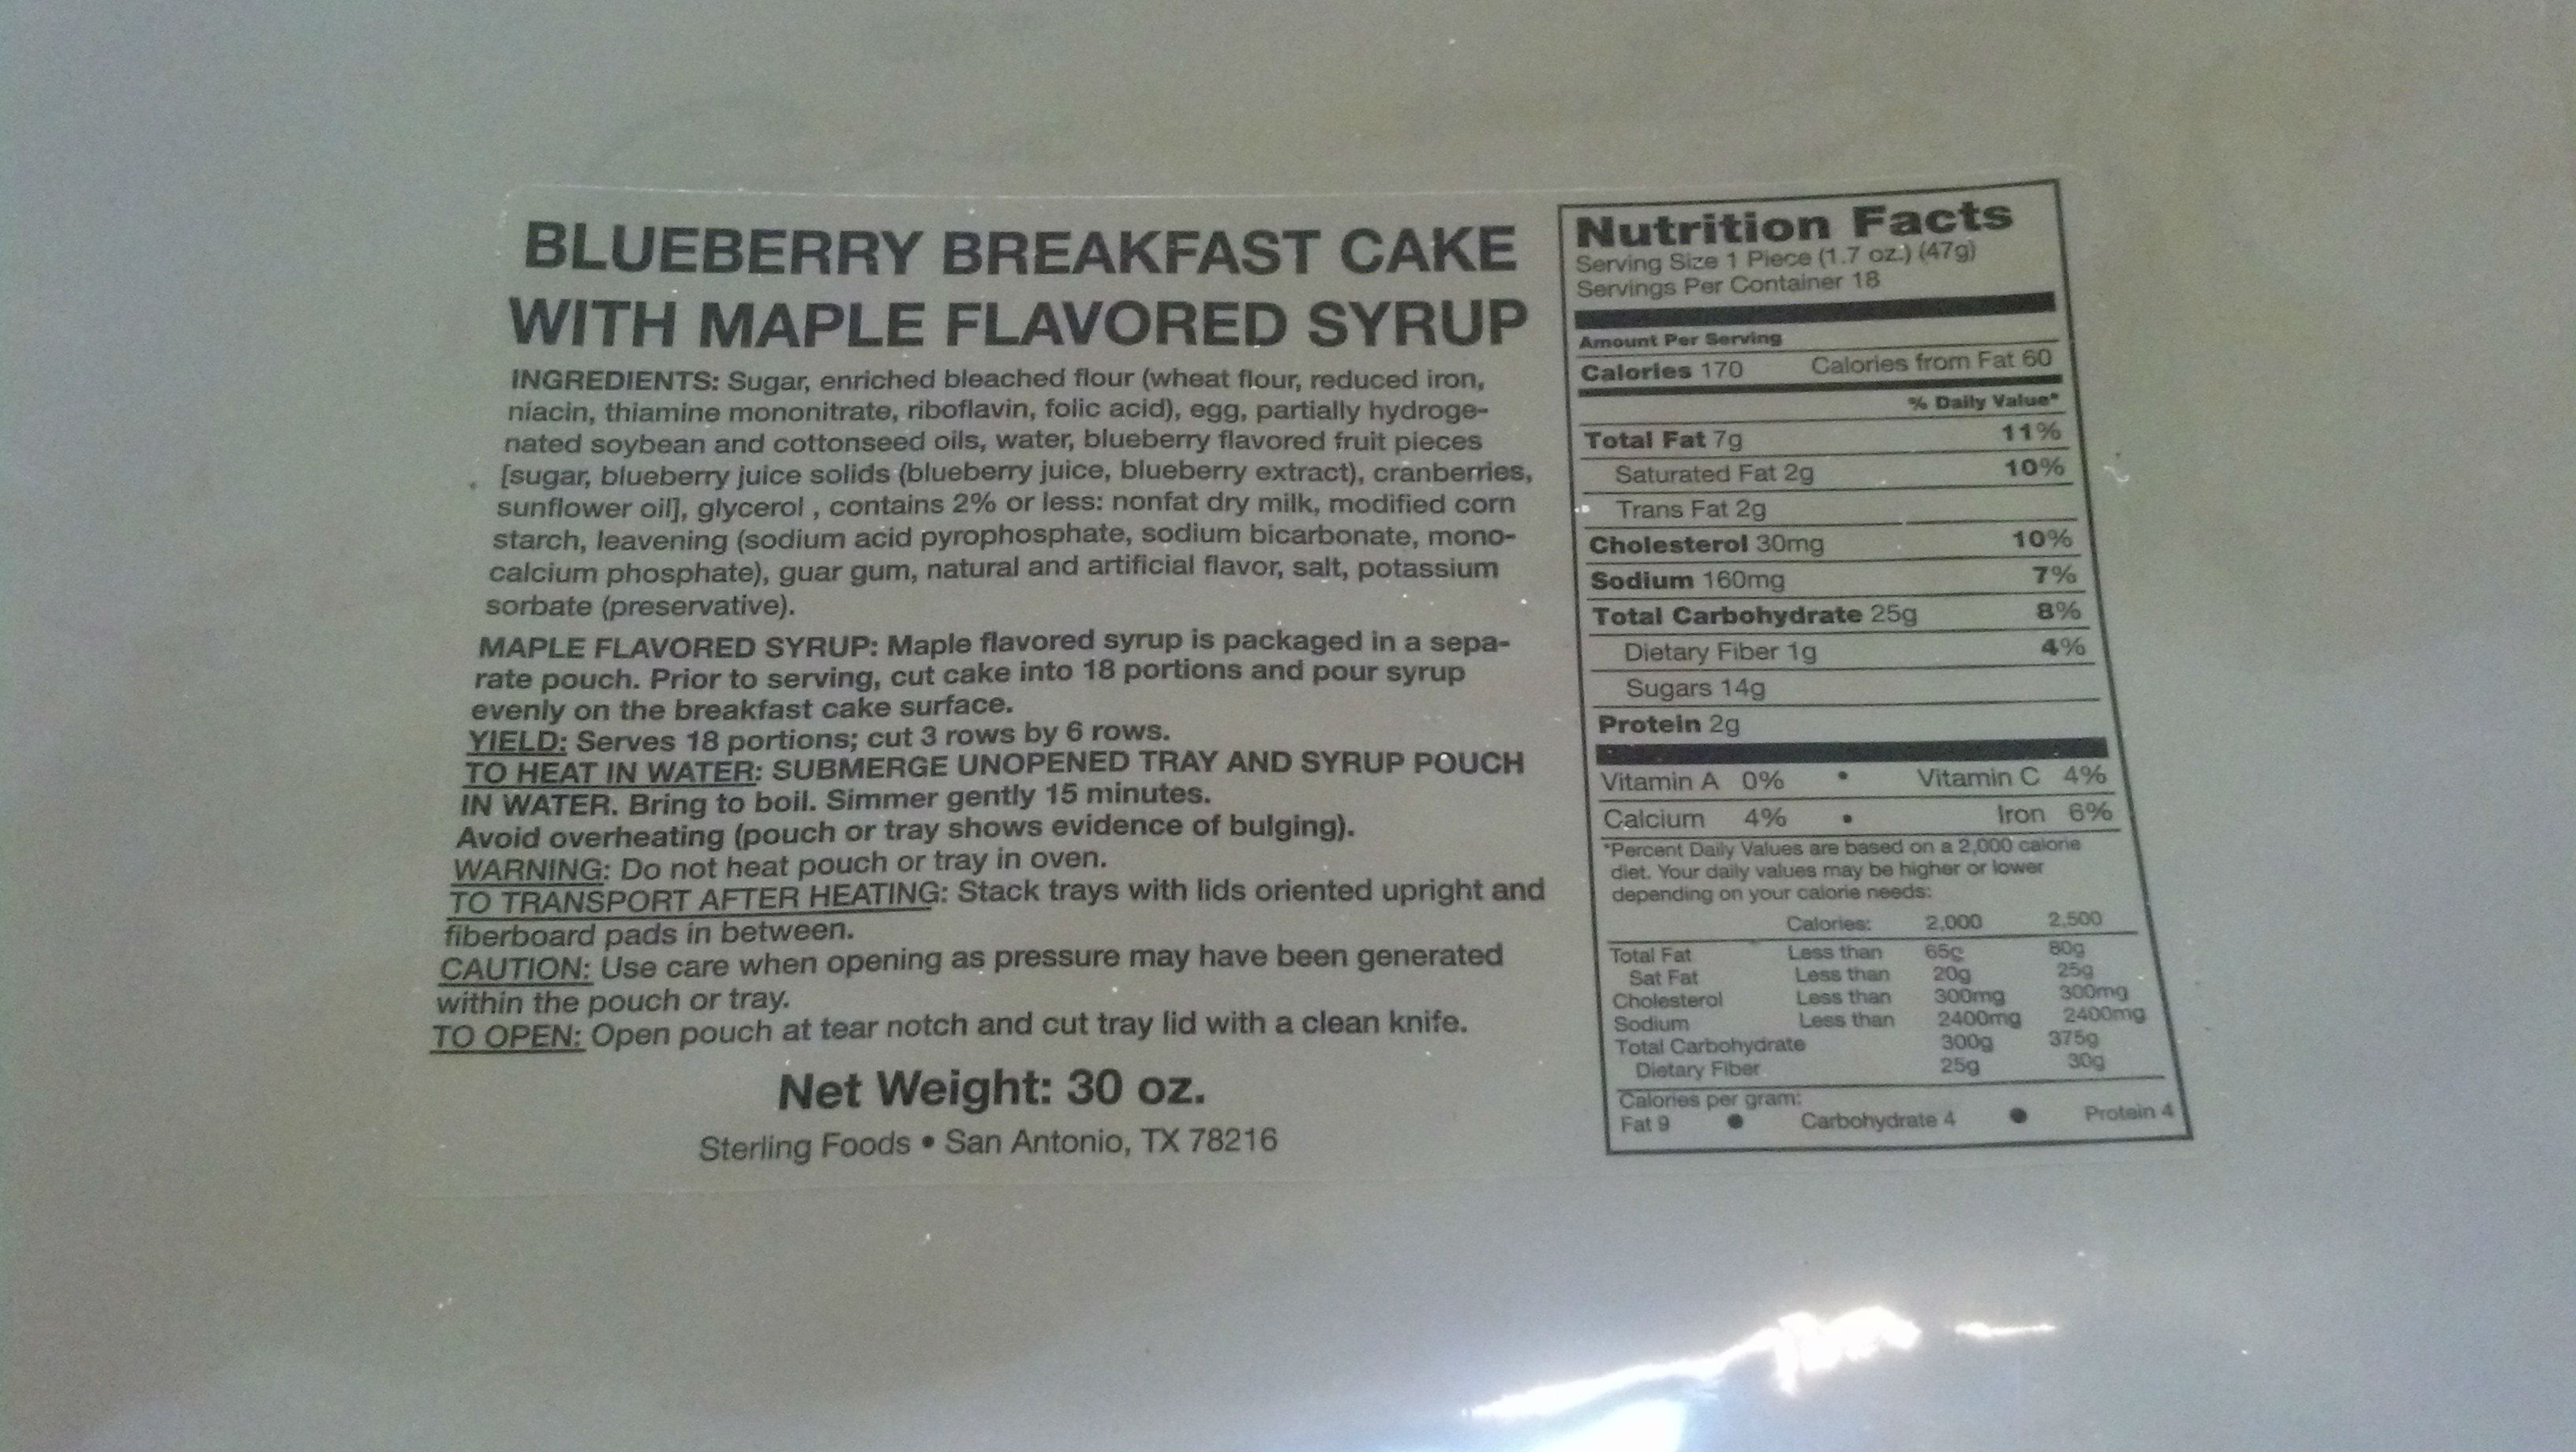 BLUEBERRY BREAKFAST CAKE
WITH MAPLE FLAVORED SYRUP
INGREDIENTS: Sugar, enriched bleached flour (wheat flour, reduced iron,
niacin, thiamine mononitrate, riboflavin, folic acid), egg, partially hydroge-
nated soybean and cottonseed oils, water, blueberry flavored fruit pieces
[sugar, blueberry juice solids (blueberry juice, blueberry extract), cranberries,
sunflower oil], glycerol , contains 2% or less: nonfat dry milk, modified corn
starch, leavening (sodium acid pyrophosphate, sodium bicarbonate, mono-
calcium phosphate), guar gum, natural and artificial flavor, salt, potassium
sorbate (preservative).
MAPLE FLAVORED SYRUP: Maple flavored syrup is packaged in a sepa-
rate pouch. Prior to serving, cut cake into 18 portions and pour syrup
evenly on the breakfast cake surface.
YIELD: Serves 18 portions; cut 3 rows by 6 rows.
TO HEAT IN WATER: SUBMERGE UNOPENED TRAY AND SYRUP POUCH
IN WATER. Bring to boil. Simmer gently 15 minutes.
Avoid overheating (pouch or tray shows evidence of bulging).
WARNING: Do not heat pouch or tray in oven.
TO TRANSPORT AFTER HEATING: Stack trays with lids oriented upright and
fiberboard pads in between.
CAUTION: Use care when opening as pressure may have been generated
within the pouch or tray.
TO OPEN: Open pouch at tear notch and cut tray lid with a clean knife.
Net Weight: 30 oz.
Sterling Foods • San Antonio, TX 78216
Nutrition Facts
Serving Size 1 Piece (1.7 oz.) (47g)
Servings Per Container 18
Amount Per Serving
Calories 170 Calories from Fat 60
% Daily Value*
Total Fat 7g 11%
Saturated Fat 2g 10%
Trans Fat 2g
Cholesterol 30mg 10%
Sodium 160mg 7%
Total Carbohydrate 25g 8%
Dietary Fiber 1g 4%
Sugars 14g
Protein 2g
Vitamin A 0% • Vitamin C 4%
Calcium 4% • Iron 6%
*Percent Daily Values are based on a 2,000 calorie
diet. Your daily values may be higher or lower
depending on your calorie needs:
Calories: 2,000 2,500
Total Fat Less than 65g 80g
Sat Fat Less than 20g 25g
Cholesterol Less than 300mg 300mg
Sodium Less than 2400mg 2400mg
Total Carbohydrate 300g 375g
Dietary Fiber 25g 30g
Calories per gram:
Fat 9 • Carbohydrate 4 • Protein 4